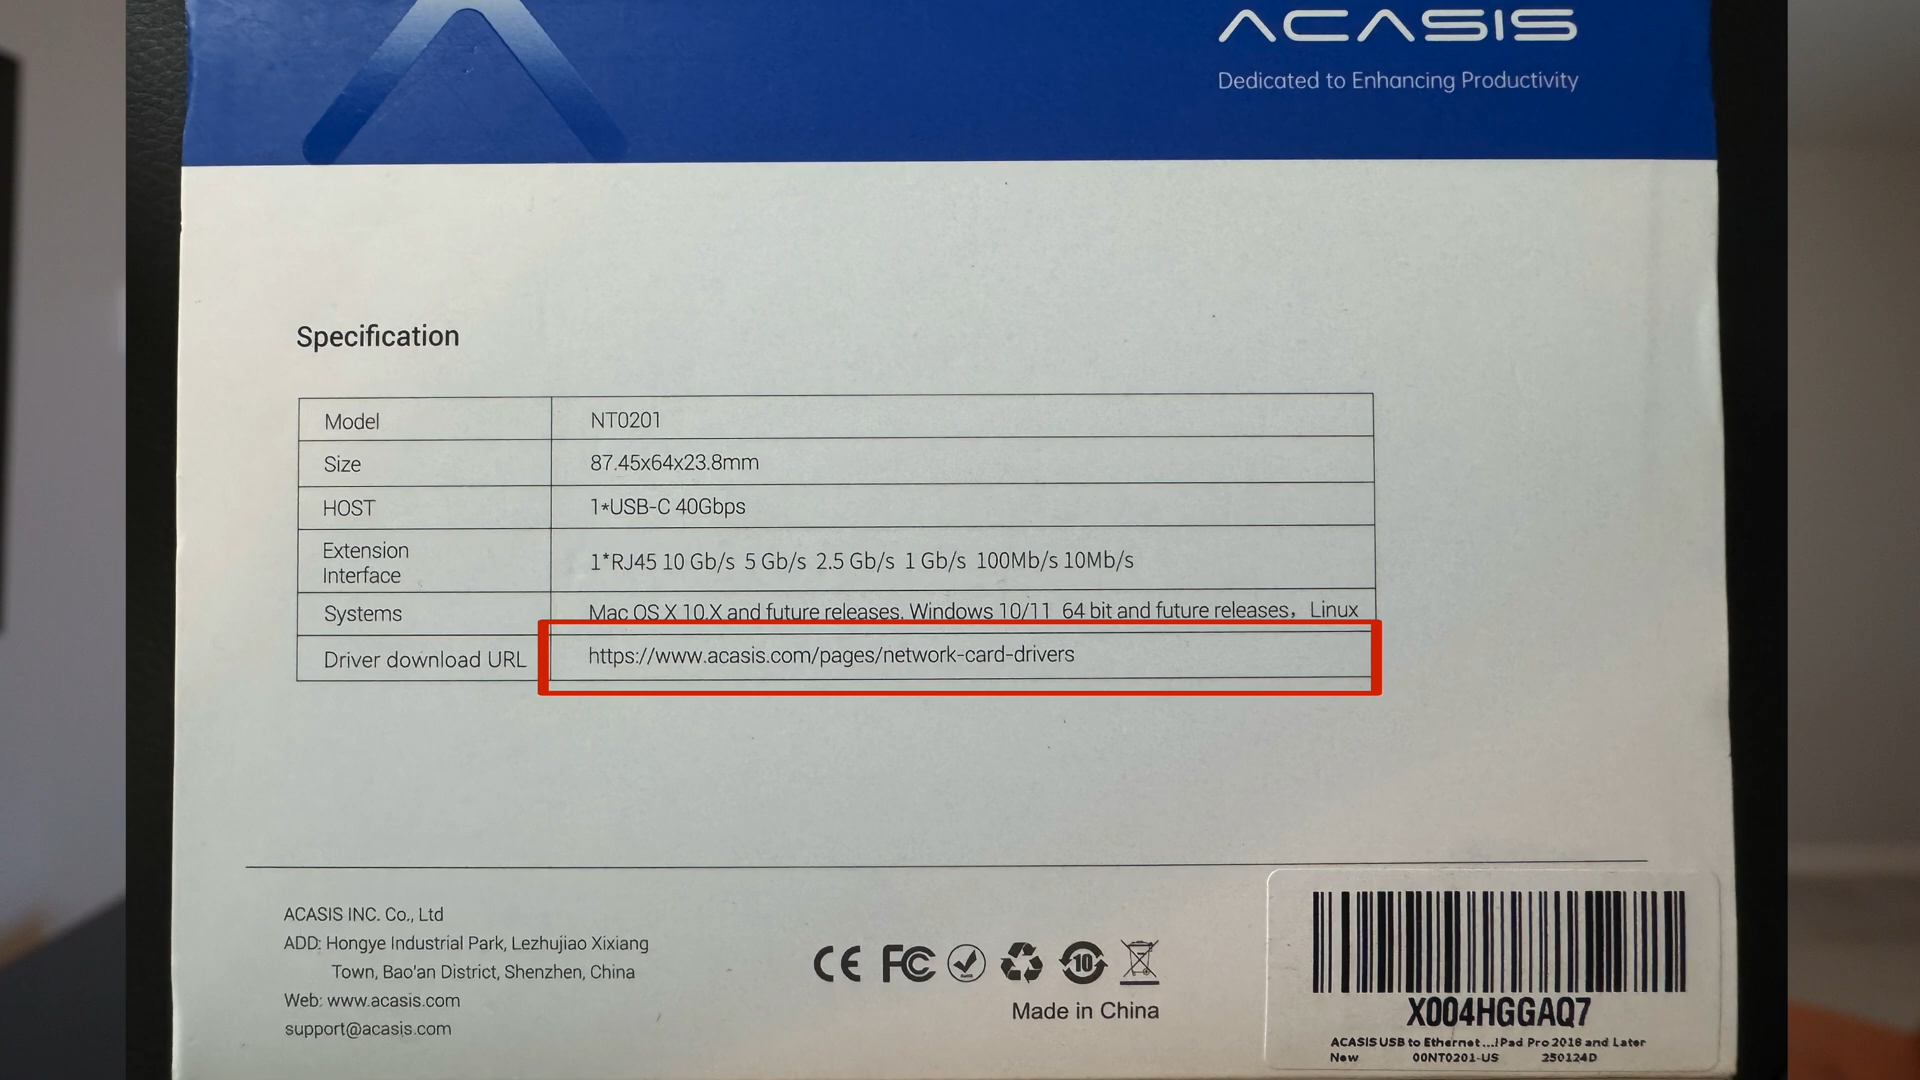 ACASIS
Dedicated to Enhancing Productivity
Specification
Model NT0201
Size 87.45x64x23.8mm
HOST 1*USB-C 40Gbps
Extension
Interface
1*RJ45 10 Gb/s 5 Gb/s 2.5 Gb/s 1 Gb/s 100Mb/s 10Mb/s
Systems Mac OS X 10.X and future releases. Windows 10/11 64 bit and future releases，Linux
Driver download URL https://www.acasis.com/pages/network-card-drivers
ACASIS INC. Co., Ltd
ADD: Hongye Industrial Park, Lezhujiao Xixiang
Town, Bao'an District, Shenzhen, China
Web: www.acasis.com
support@acasis.com
CE FC 10
Made in China
X004HGGAQ7
ACASIS USB to Ethernet...iPad Pro 2018 and Later
New 00NT0201-US 250124D